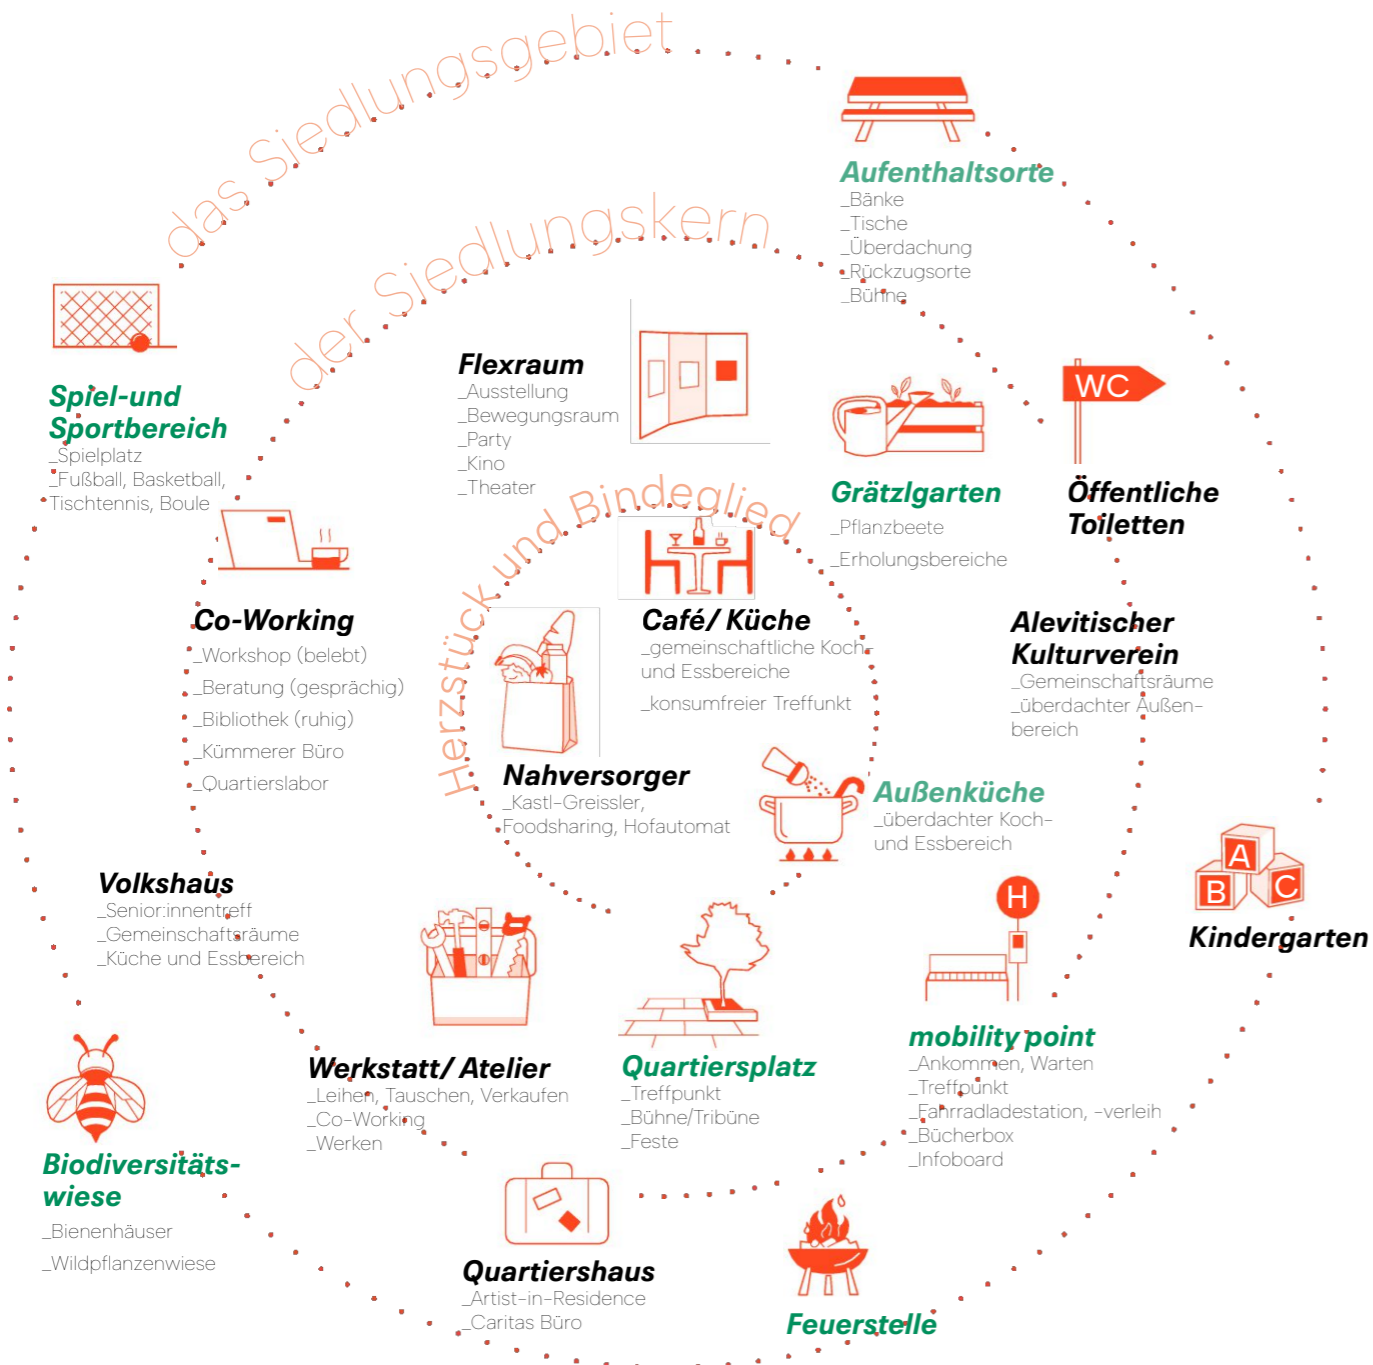 das Siedlungsgebiet
Aufenthaltsorte
_Bänke
_Tische
_Überdachung
_Rückzugsorte
_Bühne
der Siedlungskern
Spiel-und
Sportbereich
_Spielplatz
_Fußball, Basketball,
Tischtennis, Boule
Flexraum
_Ausstellung
_Bewegungsraum
_Party
_Kino
_Theater
Grätzlgarten
_Pflanzbeete
_Erholungsbereiche
WC
Öffentliche
Toiletten
Herzstück und Bindeglied
Co-Working
_Workshop (belebt)
_Beratung (gesprächig)
_Bibliothek (ruhig)
_Kümmerer Büro
_Quartierslabor
Café/ Küche
_gemeinschaftliche Koch-
und Essbereiche
_konsumfreier Treffunkt
Alevitischer
Kulturverein
_Gemeinschaftsräume
_überdachter Außen-
bereich
Nahversorger
_Kastl-Greissler,
Foodsharing, Hofautomat
Außenküche
_überdachter Koch-
und Essbereich
A
B
C
Kindergarten
Volkshaus
_Senior:innentreff
_Gemeinschaftsräume
_Küche und Essbereich
H
Werkstatt/ Atelier
_Leihen, Tauschen, Verkaufen
_Co-Working
_Werken
Quartiersplatz
_Treffpunkt
_Bühne/Tribüne
_Feste
mobility point
_Ankommen, Warten
_Treffpunkt
_Fahrradladestation, -verleih
_Bücherbox
_Infoboard
Biodiversitäts-
wiese
_Bienenhäuser
_Wildpflanzenwiese
Quartiershaus
_Artist-in-Residence
_Caritas Büro
Feuerstelle